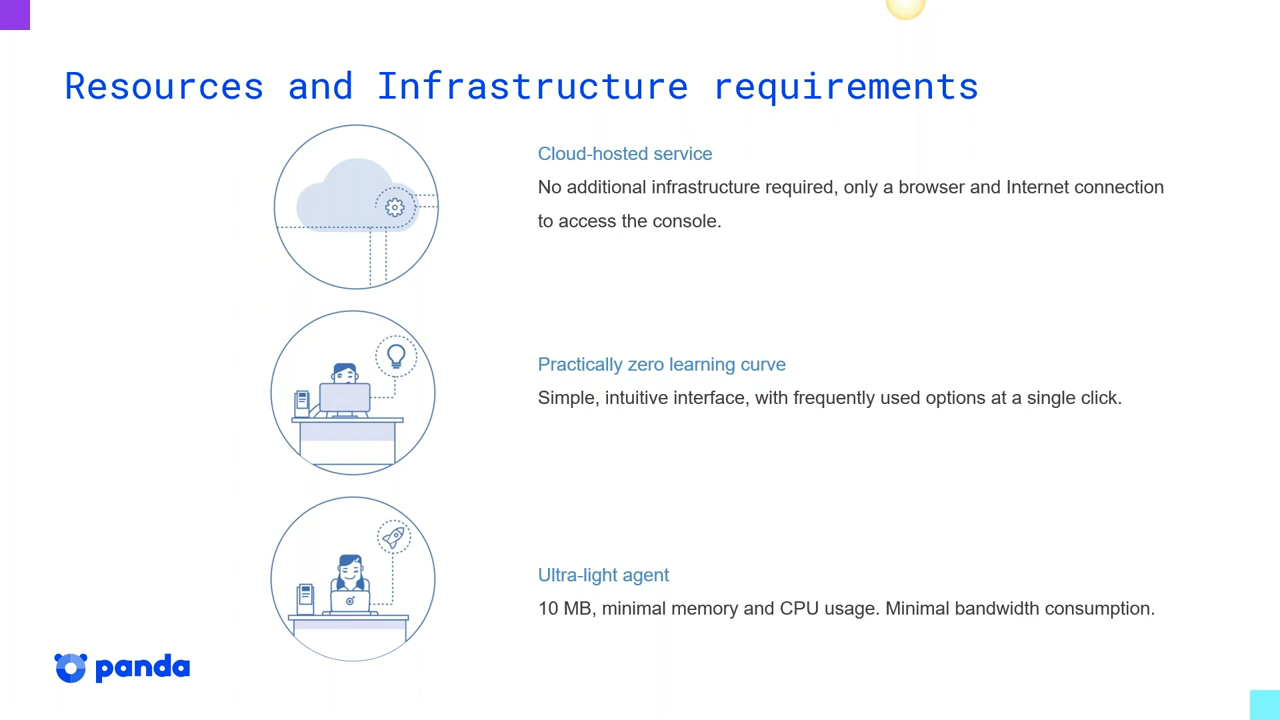 Resources and Infrastructure requirements
Cloud-hosted service
No additional infrastructure required, only a browser and Internet connection
to access the console.
Practically zero learning curve
Simple, intuitive interface, with frequently used options at a single click.
Ultra-light agent
10 MB, minimal memory and CPU usage. Minimal bandwidth consumption.
panda